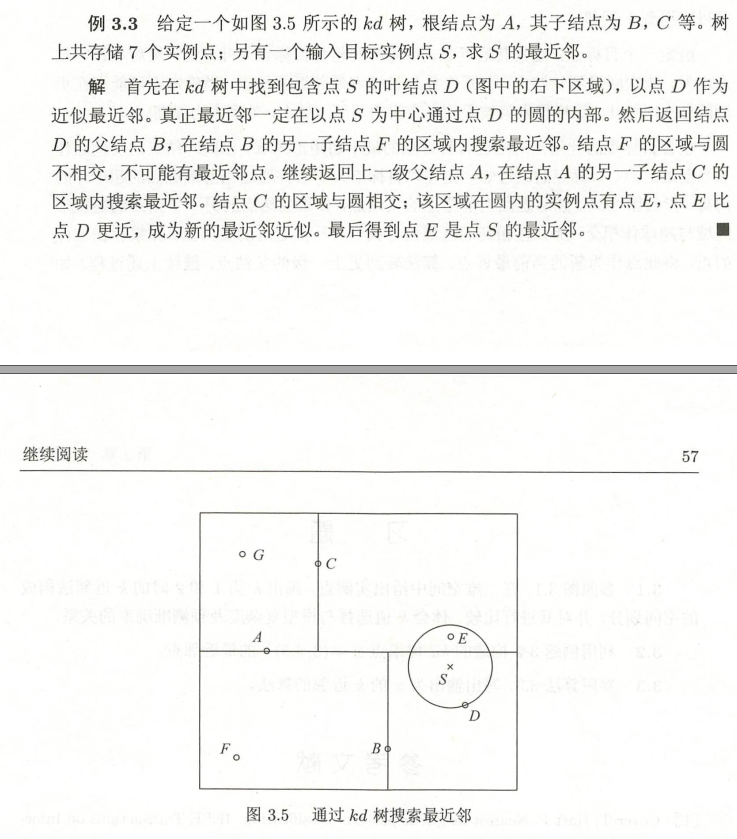 例 3.3 给定一个如图 3.5 所示的 kd 树，根结点为 A，其子结点为 B，C 等。树
上共存储 7 个实例点；另有一个输入目标实例点 S，求 S 的最近邻。
解 首先在 kd 树中找到包含点 S 的叶结点 D（图中的右下区域），以点 D 作为
近似最近邻。真正最近邻一定在以点 S 为中心通过点 D 的圆的内部。然后返回结点
D 的父结点 B，在结点 B 的另一子结点 F 的区域内搜索最近邻。结点 F 的区域与圆
不相交，不可能有最近邻点。继续返回上一级父结点 A，在结点 A 的另一子结点 C 的
区域内搜索最近邻。结点 C 的区域与圆相交；该区域在圆内的实例点有点 E，点 E 比
点 D 更近，成为新的最近邻近似。最后得到点 E 是点 S 的最近邻。
继续阅读 57
G
C
A
E
S
D
F
B
图 3.5 通过 kd 树搜索最近邻